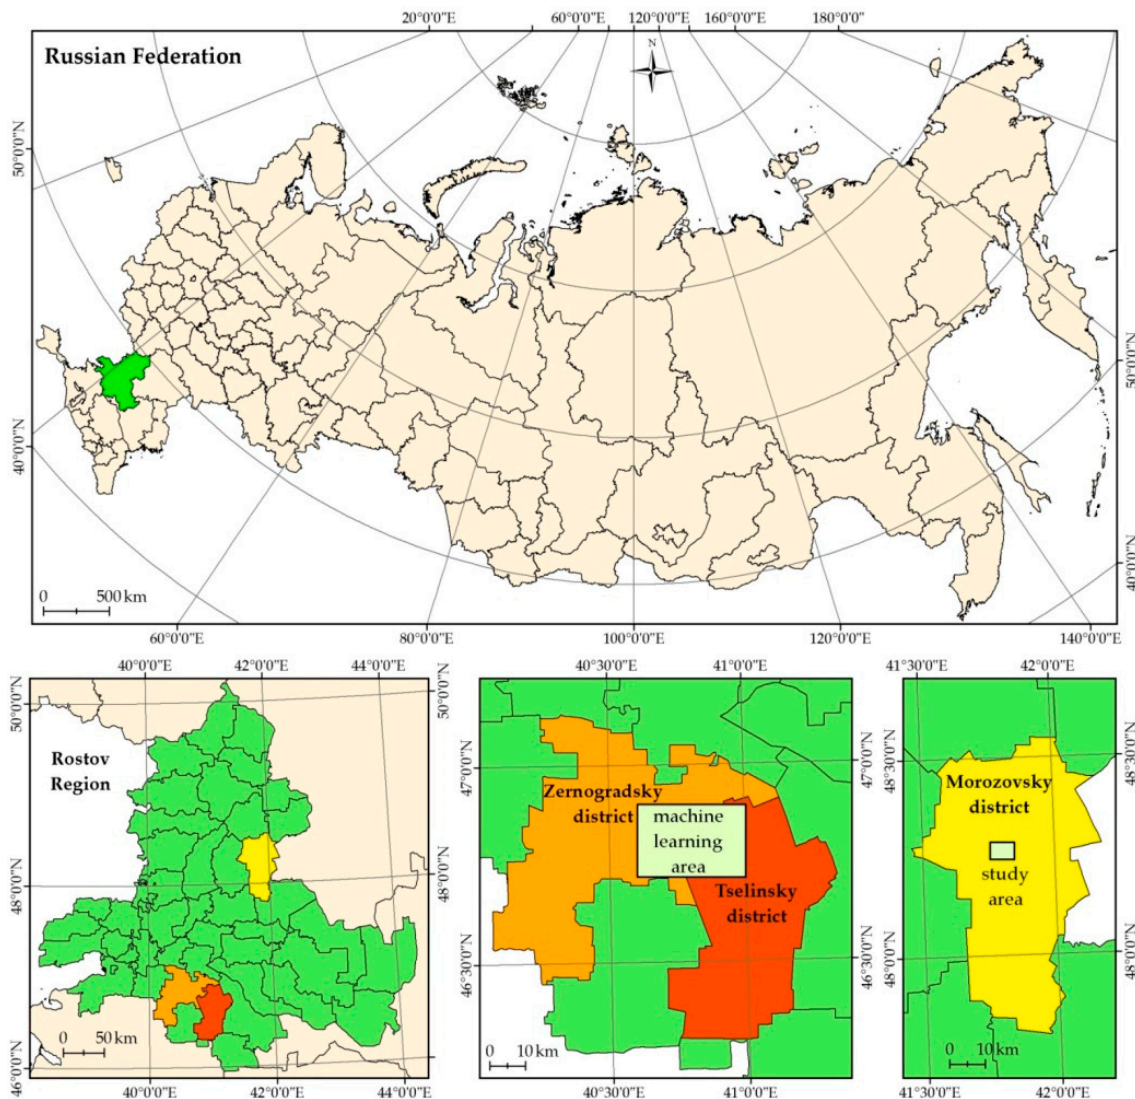 20°0'0"E 60°0'0"E 120°0'0"E 160°0'0"E 180°0'0"
Russian Federation
N
50°0'0"N
40°0'0"N
50°0'0"N
40°0'0"N
0 500 km
60°0'0"E 80°0'0"E 100°0'0"E 120°0'0"E 140°0'0"E
40°0'0"E 42°0'0"E 44°0'0"E
50°0'0"N
48°0'0"N
46°0'0"N
Rostov
Region
50°0'0"N
48°0'0"N
46°0'0"N
0 50 km
40°0'0"E 42°0'0"E 44°0'0"E
40°30'0"E 41°0'0"E
47°0'0"N
46°30'0"N
Zernogradsky
district
machine
learning
area
Tselinsky
district
47°0'0"N
46°30'0"N
0 10 km
40°30'0"E 41°0'0"E
41°30'0"E 42°0'0"E
48°30'0"N
48°0'0"N
Morozovsky
district
study
area
48°30'0"N
48°0'0"N
0 10 km
41°30'0"E 42°0'0"E